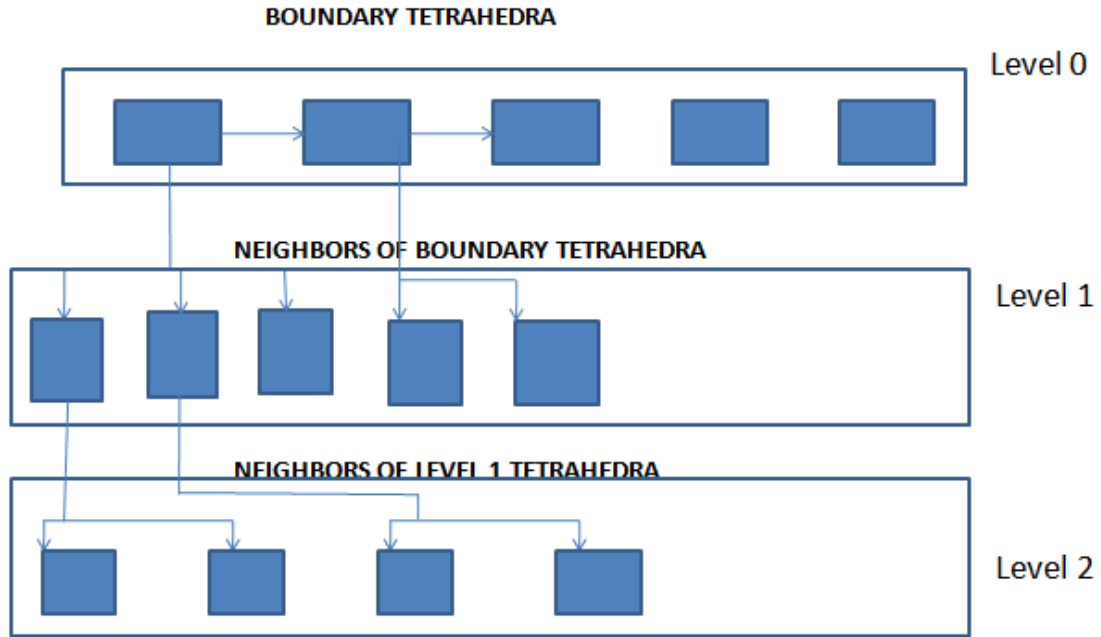 BOUNDARY TETRAHEDRA
Level 0
NEIGHBORS OF BOUNDARY TETRAHEDRA
Level 1
NEIGHBORS OF LEVEL 1 TETRAHEDRA
Level 2